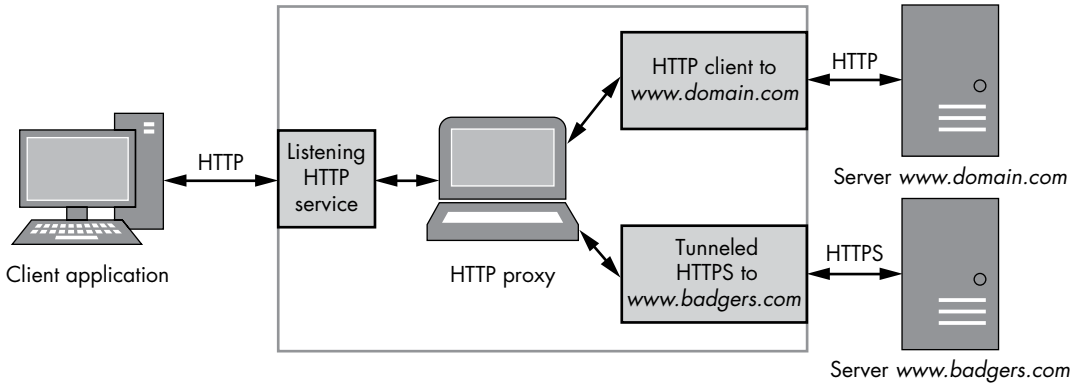 HTTP client to
www.domain.com
HTTP
Server www.domain.com
HTTP
Listening
HTTP
service
Client application
HTTP proxy
Tunneled
HTTPS to
www.badgers.com
HTTPS
Server www.badgers.com